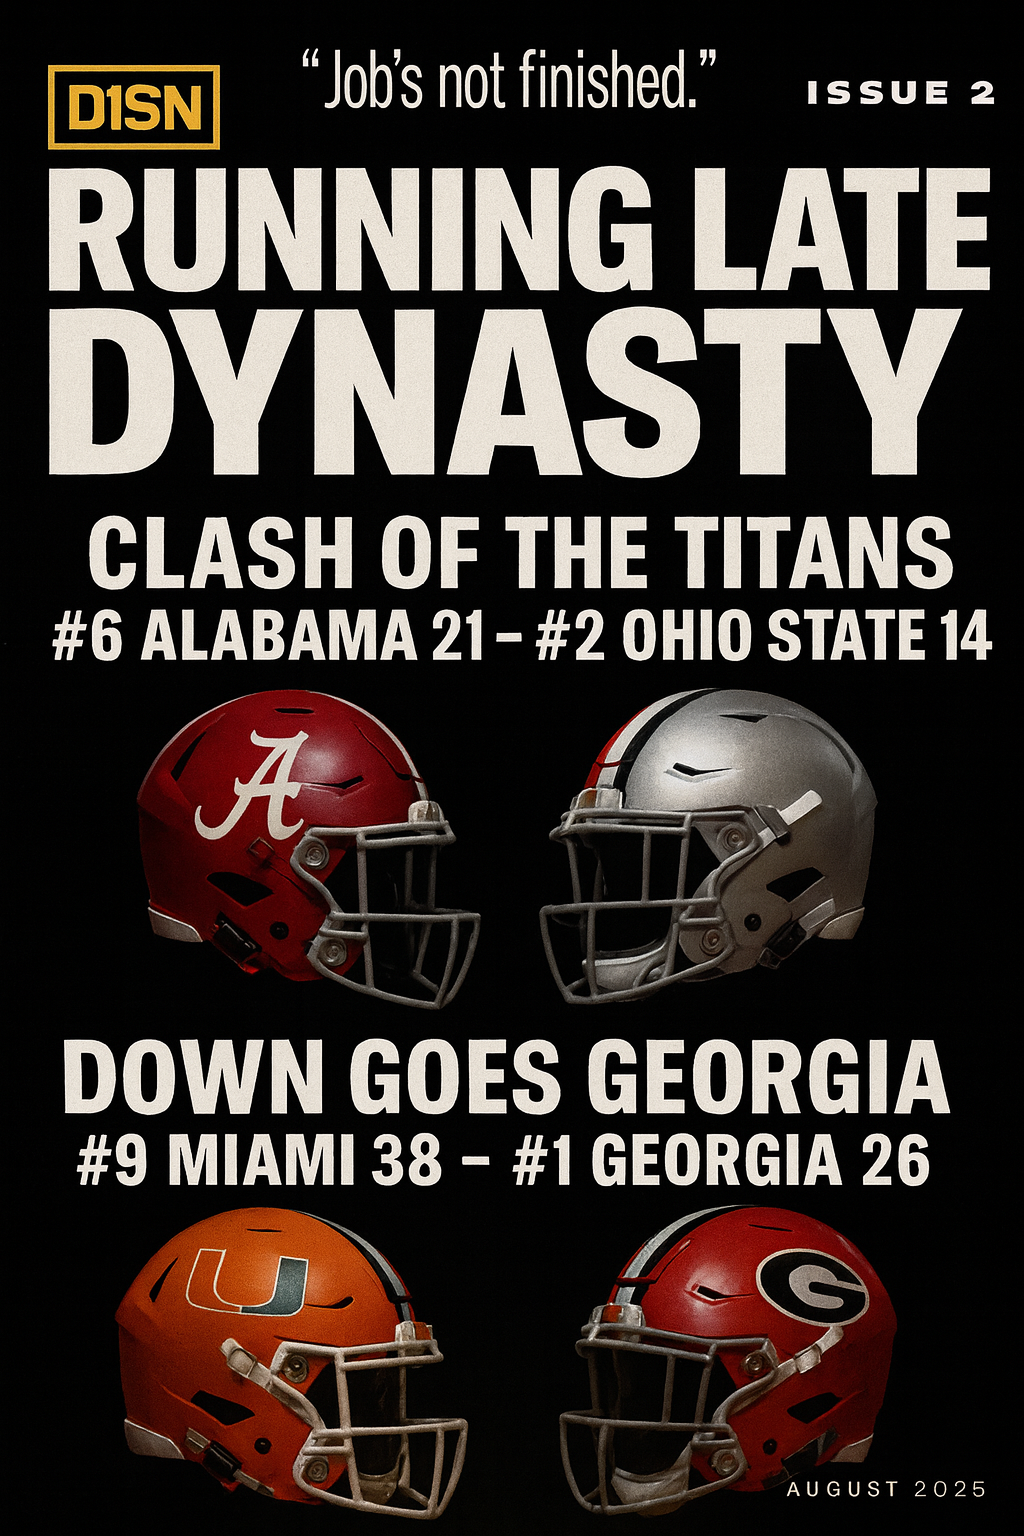 “Job’s not finished.”
D1SN
ISSUE 2
RUNNING LATE
DYNASTY
CLASH OF THE TITANS
#6 ALABAMA 21 – #2 OHIO STATE 14
A
DOWN GOES GEORGIA
#9 MIAMI 38 – #1 GEORGIA 26
U
G
AUGUST 2025